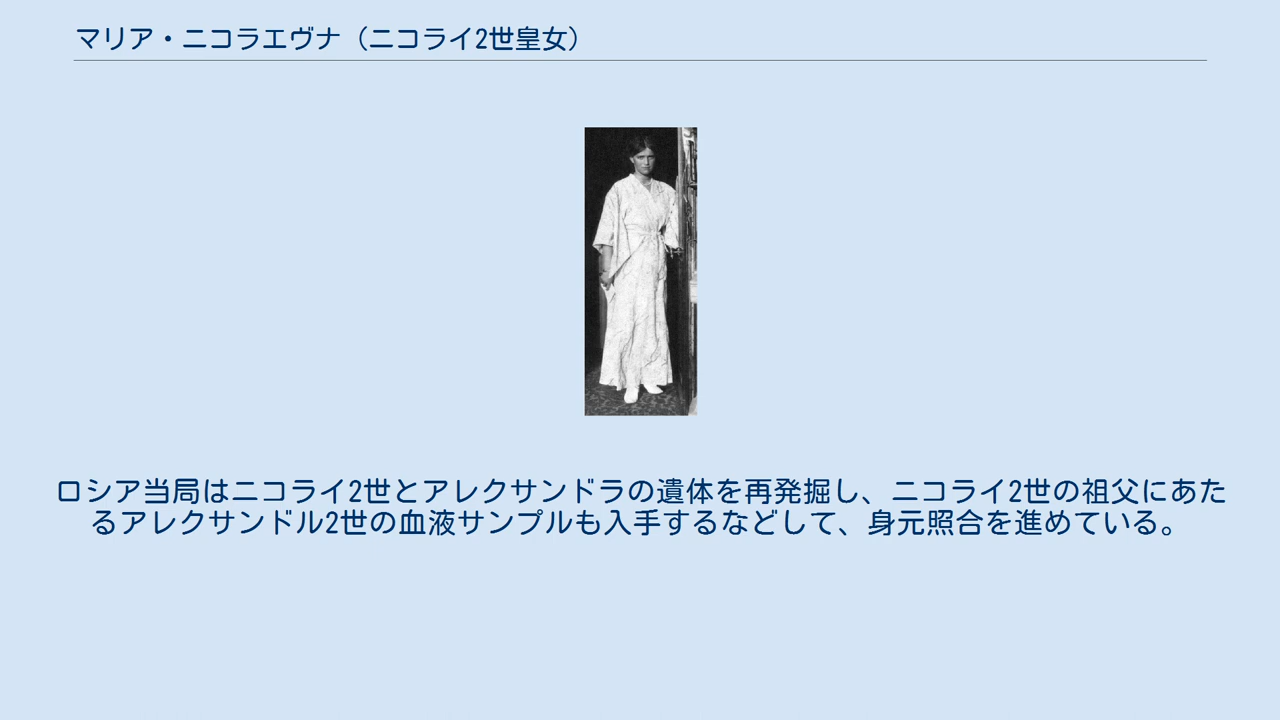 マリア・ニコラエヴナ（ニコライ2世皇女）
ロシア当局はニコライ2世とアレクサンドラの遺体を再発掘し、ニコライ2世の祖父にあた
るアレクサンドル2世の血液サンプルも入手するなどして、身元照合を進めている。